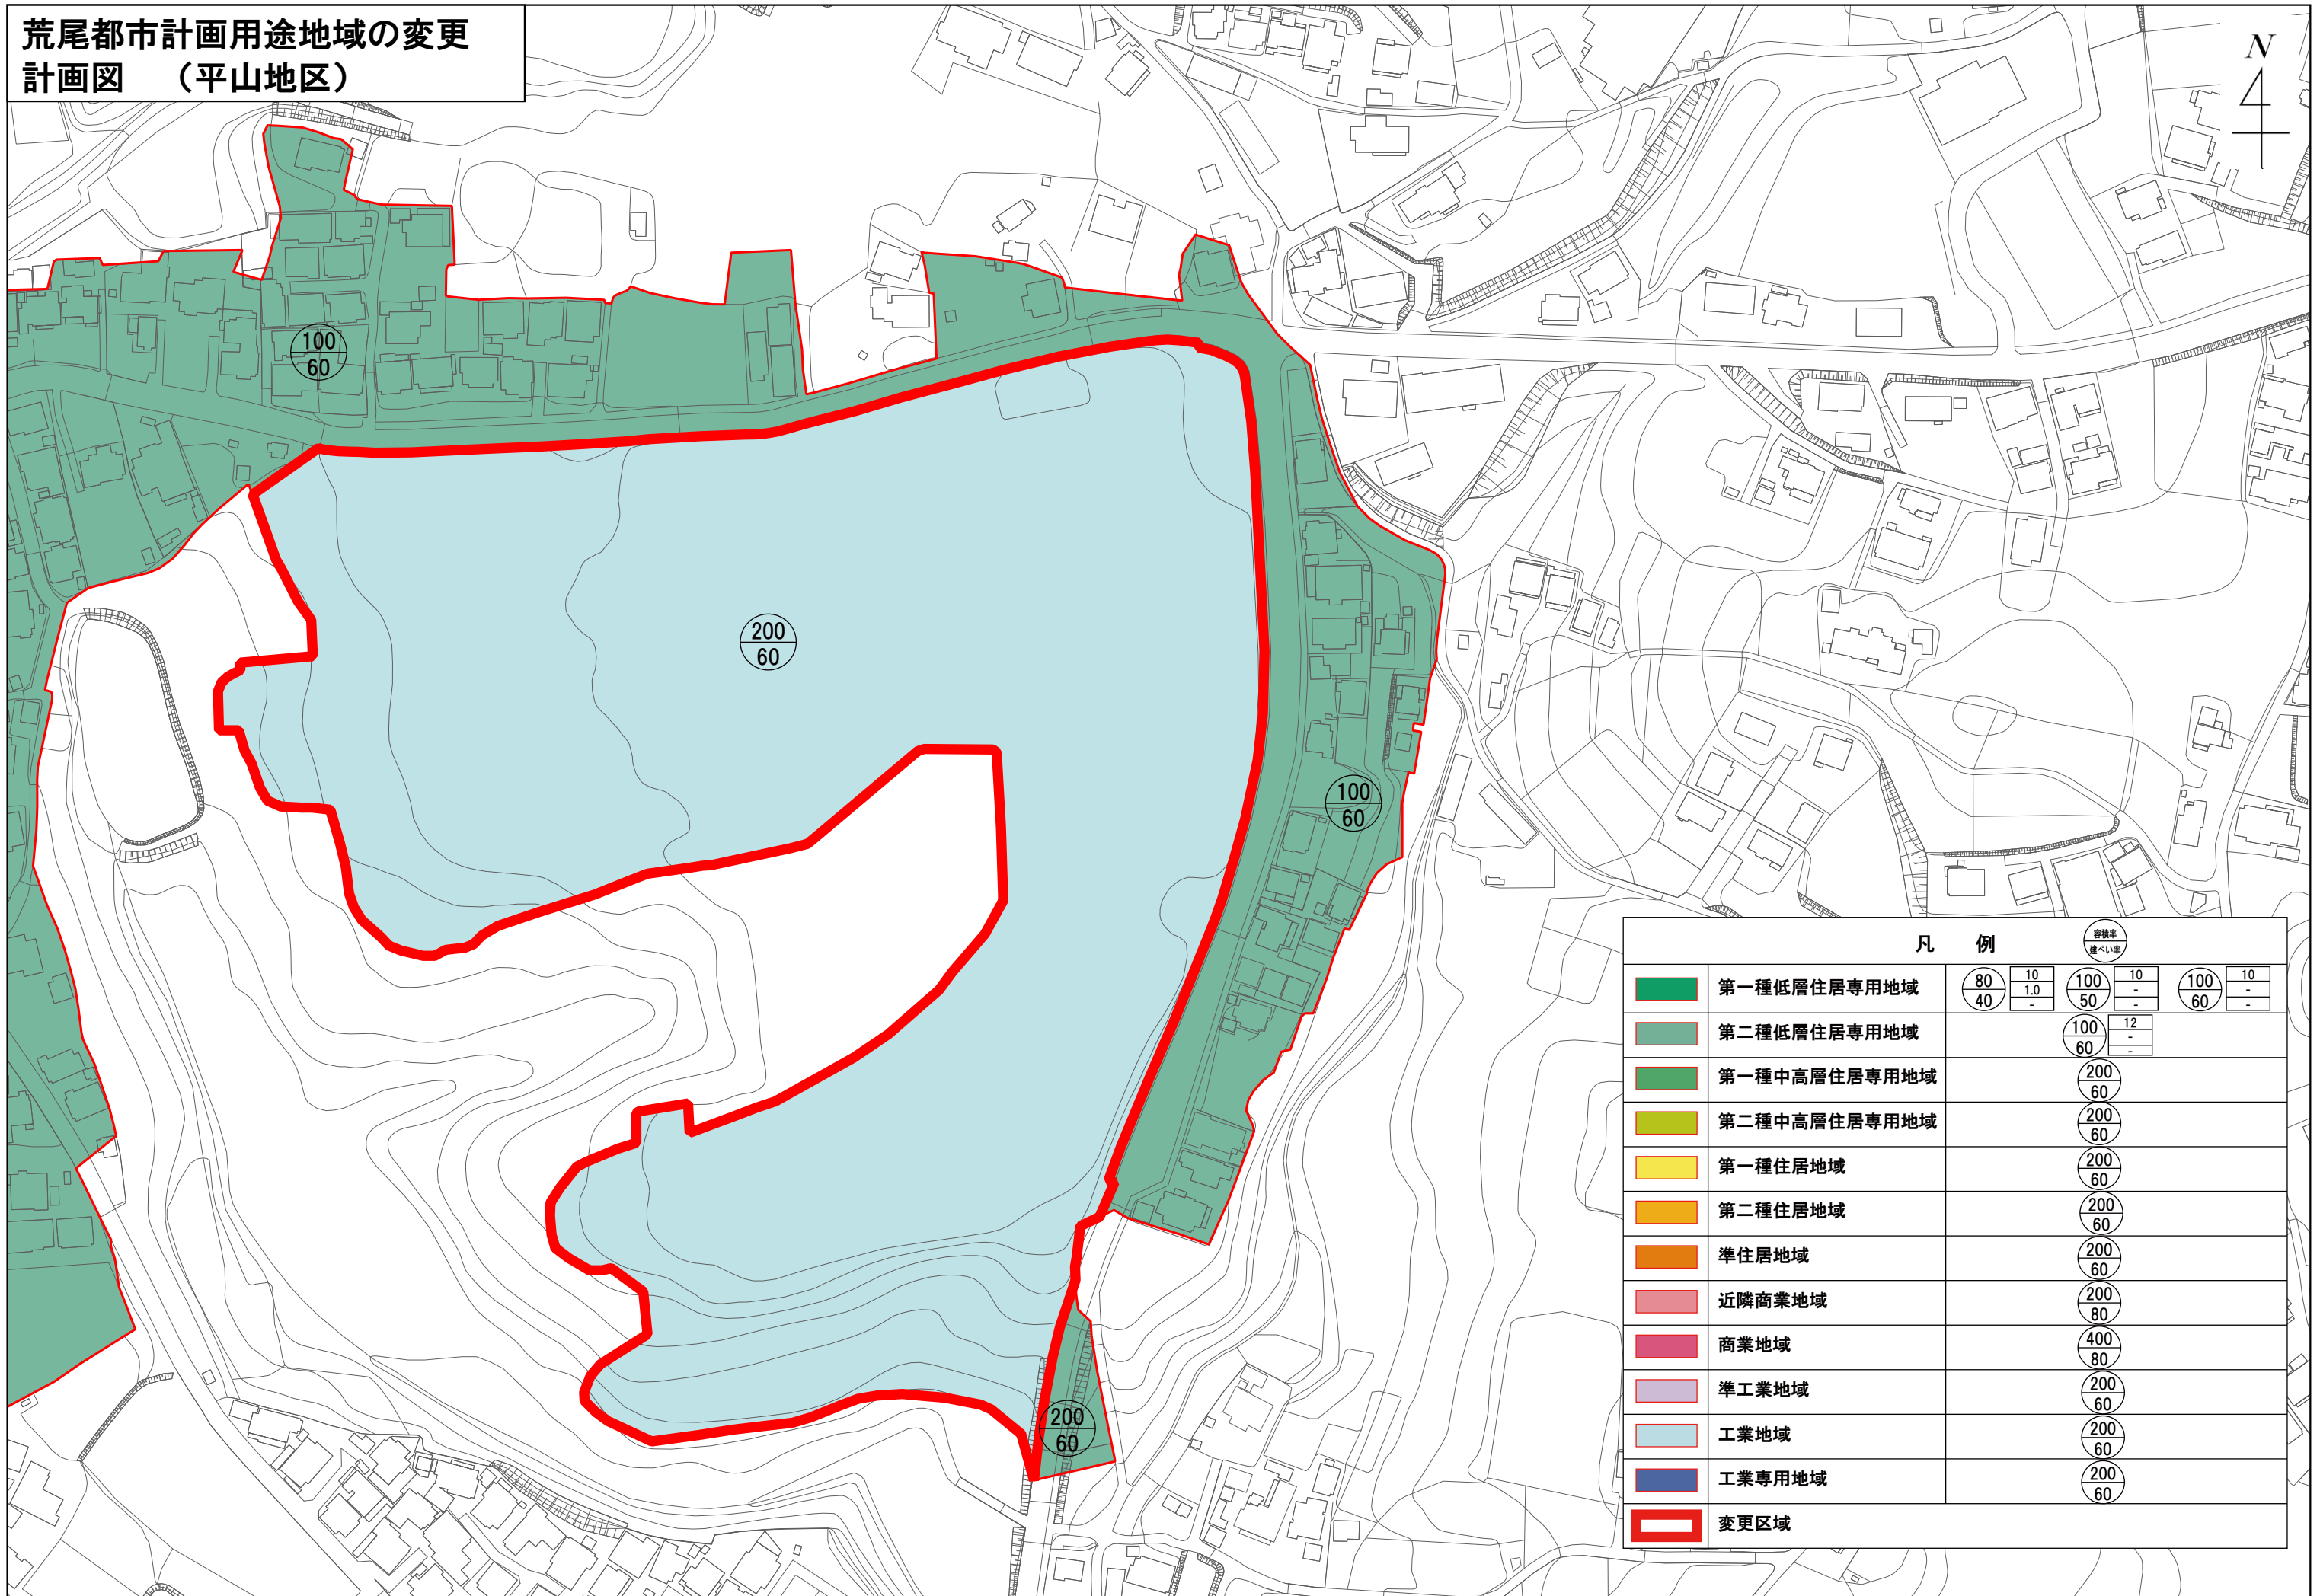 荒尾都市計画用途地域の変更
計画図　（平山地区）
N
100
60
200
60
100
60
200
60
凡　例
容積率
建ぺい率
第一種低層住居専用地域
80
40
10
1.0
-
100
50
10
-
-
100
60
10
-
-
第二種低層住居専用地域
100
60
12
-
-
第一種中高層住居専用地域
200
60
第二種中高層住居専用地域
200
60
第一種住居地域
200
60
第二種住居地域
200
60
準住居地域
200
60
近隣商業地域
200
80
商業地域
400
80
準工業地域
200
60
工業地域
200
60
工業専用地域
200
60
変更区域